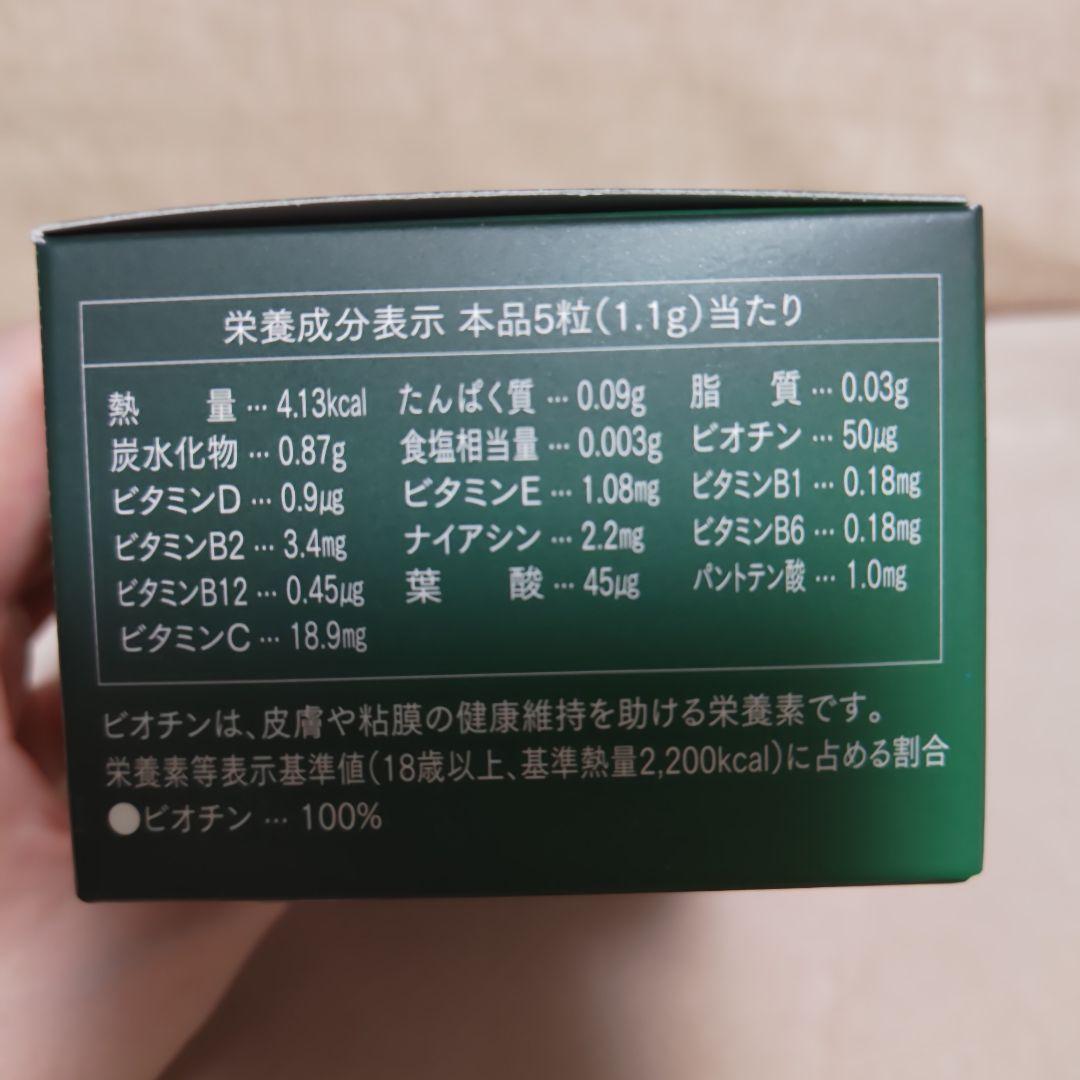 栄養成分表示 本品5粒(1.1g)当たり
熱量…4.13kcal たんぱく質…0.09g 脂質…0.03g
炭水化物…0.87g 食塩相当量…0.003g ビオチン…50μg
ビタミンD…0.9μg ビタミンE…1.08mg ビタミンB1…0.18mg
ビタミンB2…3.4mg ナイアシン…2.2mg ビタミンB6…0.18mg
ビタミンB12…0.45μg 葉酸…45μg パントテン酸…1.0mg
ビタミンC…18.9mg
ビオチンは、皮膚や粘膜の健康維持を助ける栄養素です。
栄養素等表示基準値(18歳以上、基準熱量2,200kcal)に占める割合
●ビオチン…100%